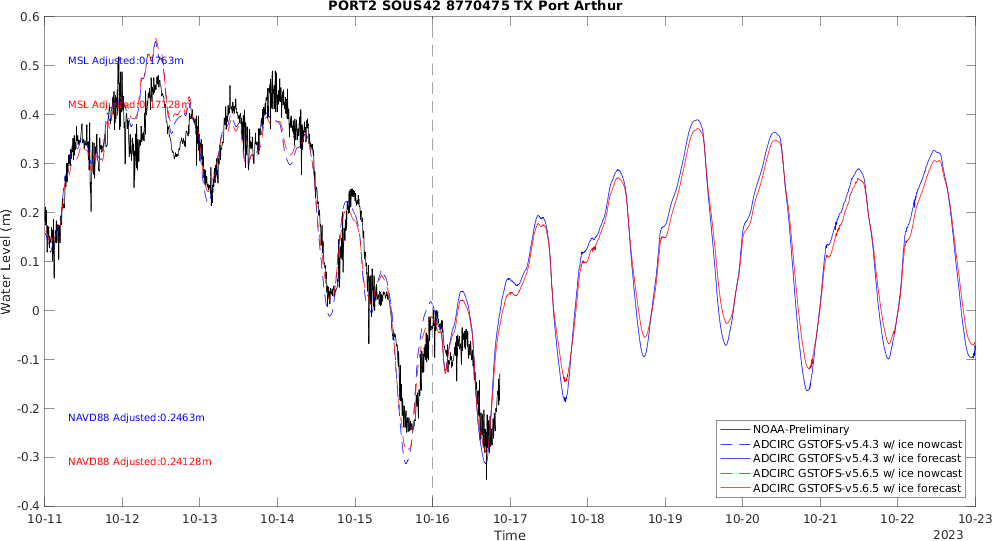 PORT2 SOUS42 8770475 TX Port Arthur
0.6
0.5
0.4
0.3
0.2
0.1
0
-0.1
-0.2
-0.3
-0.4
Water Level (m)
MSL Adjusted:0.1763m
MSL Adjusted:0.17128m
NAVD88 Adjusted:0.2463m
NAVD88 Adjusted:0.24128m
NOAA-Preliminary
ADCIRC GSTOFS-v5.4.3 w/ ice nowcast
ADCIRC GSTOFS-v5.4.3 w/ ice forecast
ADCIRC GSTOFS-v5.6.5 w/ ice nowcast
ADCIRC GSTOFS-v5.6.5 w/ ice forecast
10-11 10-12 10-13 10-14 10-15 10-16 10-17 10-18 10-19 10-20 10-21 10-22 10-23
Time
2023